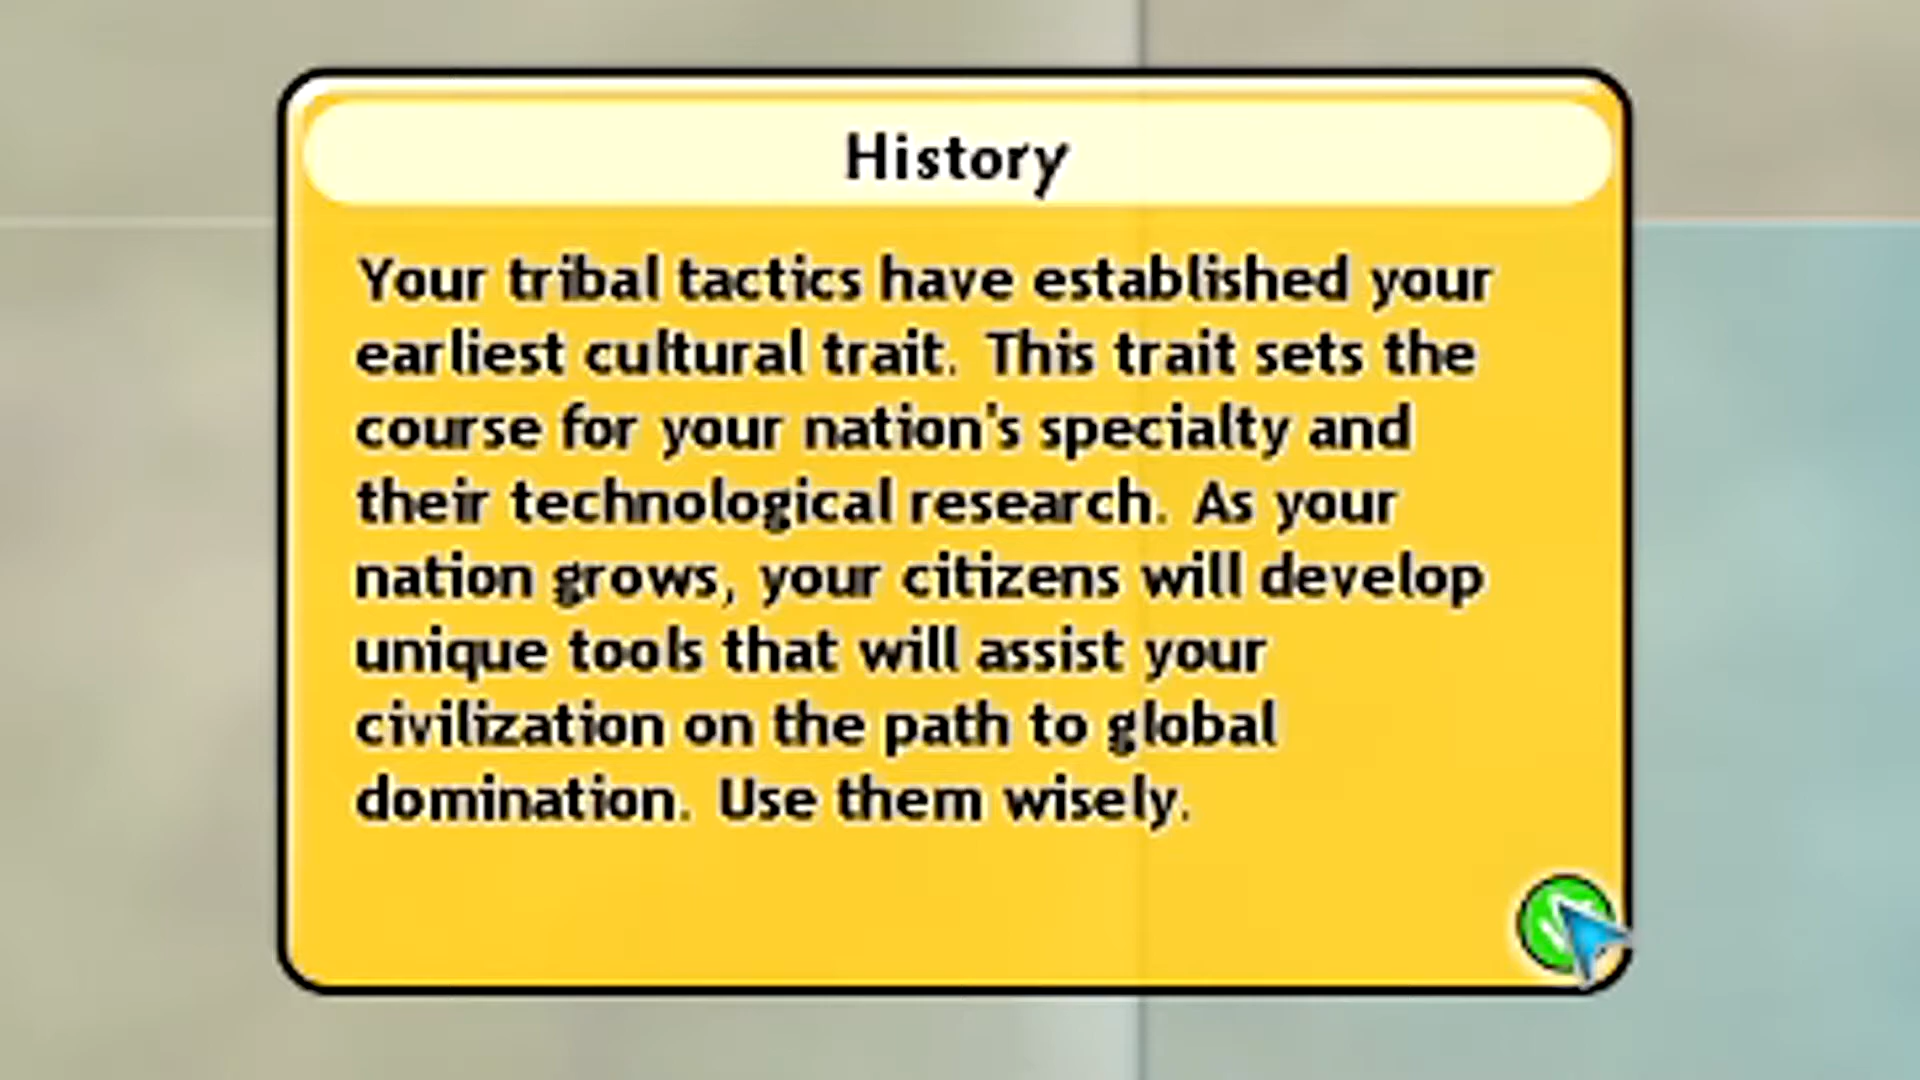 History
Your tribal tactics have established your
earliest cultural trait. This trait sets the
course for your nation's specialty and
their technological research. As your
nation grows, your citizens will develop
unique tools that will assist your
civilization on the path to global
domination. Use them wisely.